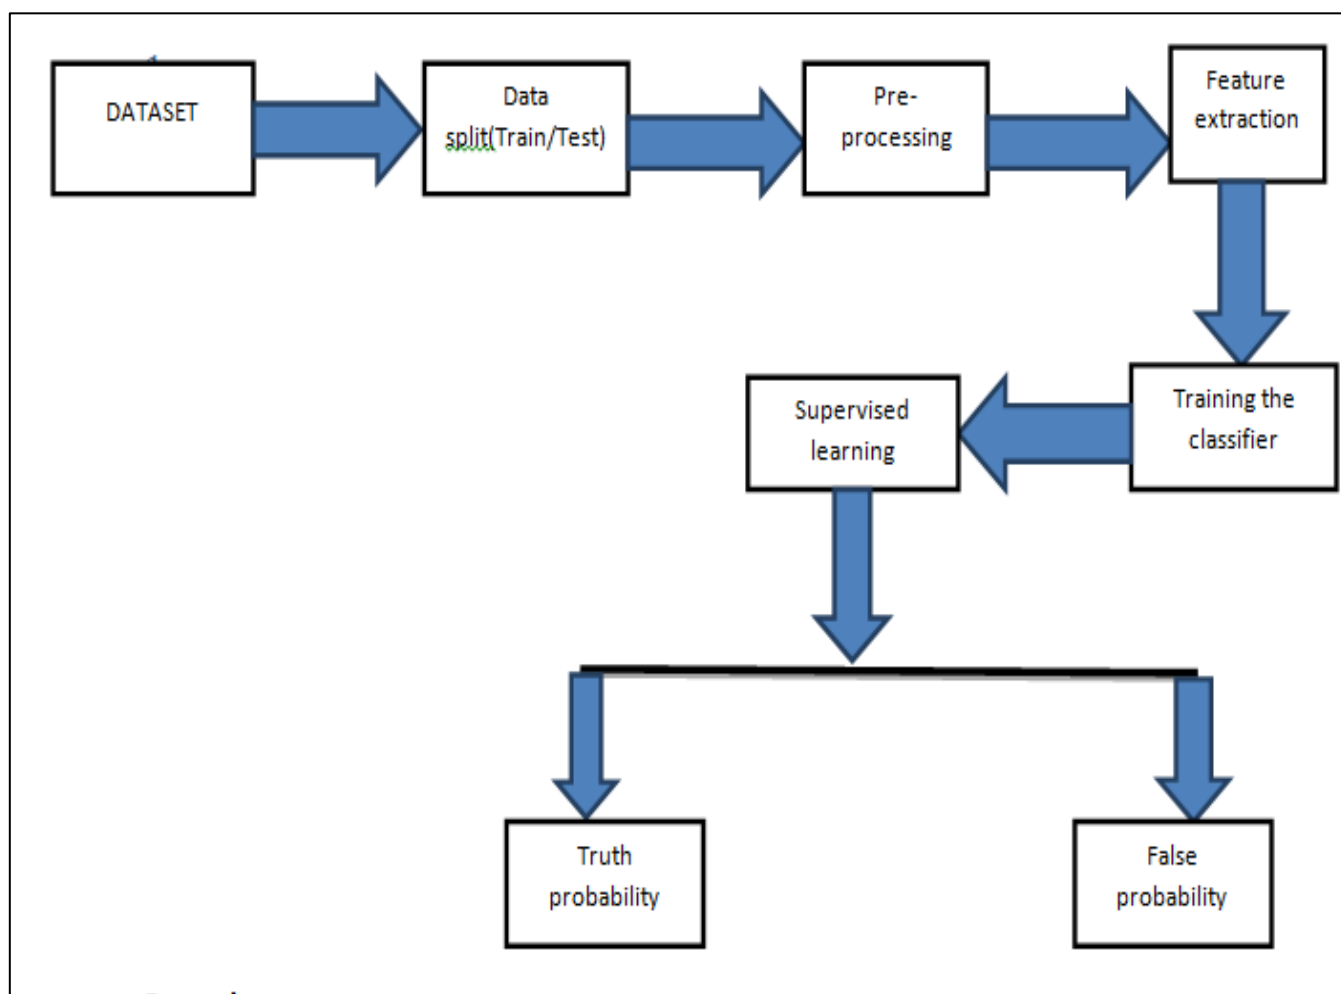 DATASET
Data
split(Train/Test)
Pre-
processing
Feature
extraction
Training the
classifier
Supervised
learning
Truth
probability
False
probability